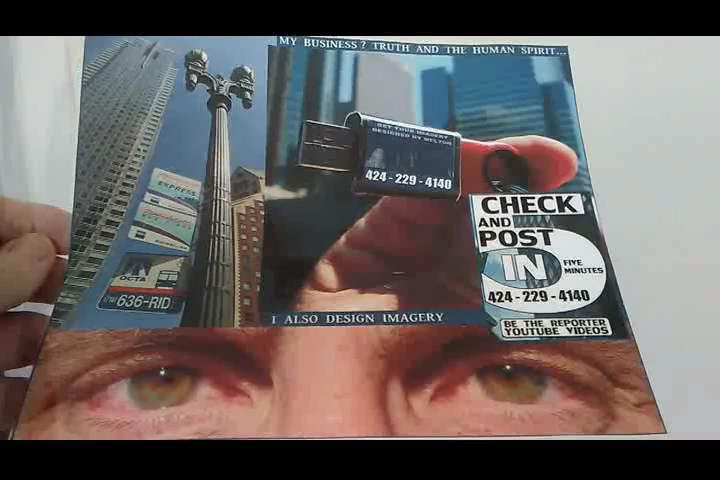 MY BUSINESS? TRUTH AND THE HUMAN SPIRIT...
GET YOUR IMAGERY
DESIGNED BY WELTON
424 - 229 - 4140
EXPRESS
OCTA
636-RID
CHECK
AND
POST
IN
FIVE
MINUTES
424 - 229 - 4140
BE THE REPORTER
YOUTUBE VIDEOS
I ALSO DESIGN IMAGERY